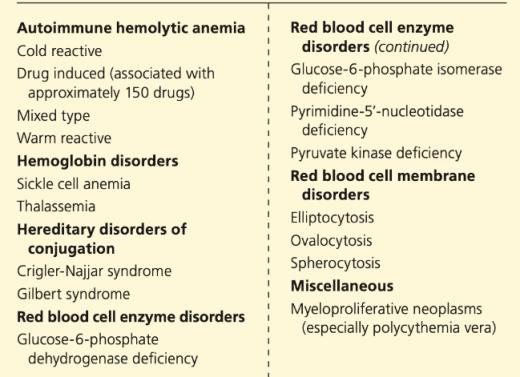 Autoimmune hemolytic anemia
Cold reactive
Drug induced (associated with
approximately 150 drugs)
Mixed type
Warm reactive
Hemoglobin disorders
Sickle cell anemia
Thalassemia
Hereditary disorders of
conjugation
Crigler-Najjar syndrome
Gilbert syndrome
Red blood cell enzyme disorders
Glucose-6-phosphate
dehydrogenase deficiency
Red blood cell enzyme
disorders (continued)
Glucose-6-phosphate isomerase
deficiency
Pyrimidine-5′-nucleotidase
deficiency
Pyruvate kinase deficiency
Red blood cell membrane
disorders
Elliptocytosis
Ovalocytosis
Spherocytosis
Miscellaneous
Myeloproliferative neoplasms
(especially polycythemia vera)